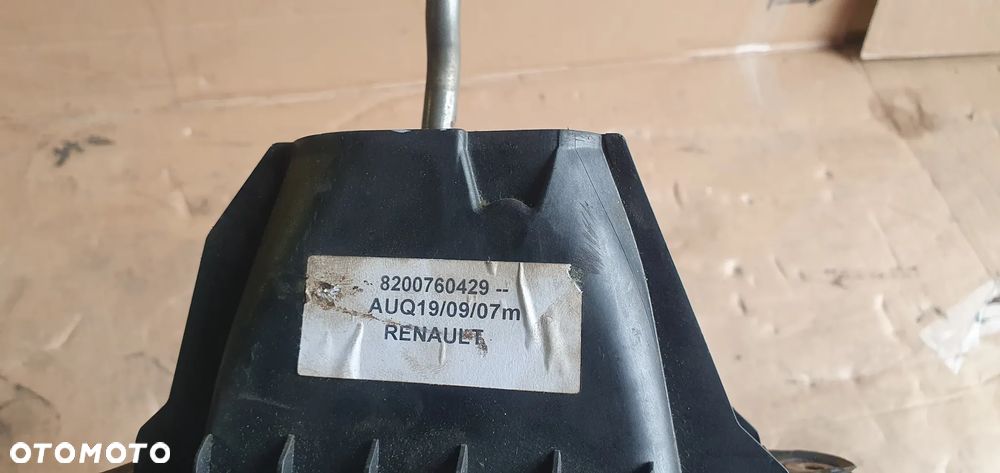 8200760429 --
AUQ19/09/07m
RENAULT
OTOMOTO